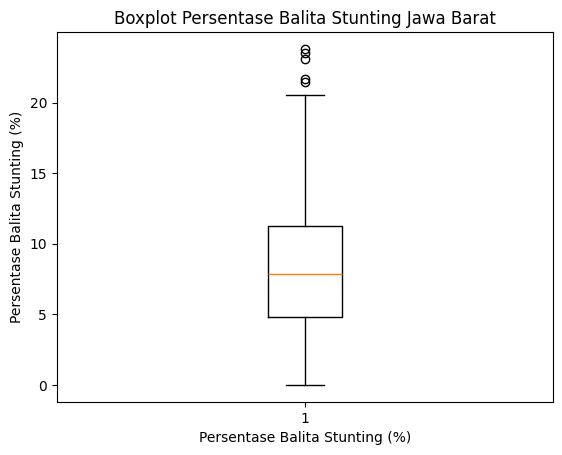 Boxplot Persentase Balita Stunting Jawa Barat
Persentase Balita Stunting (%)
20
15
10
5
0
1
Persentase Balita Stunting (%)